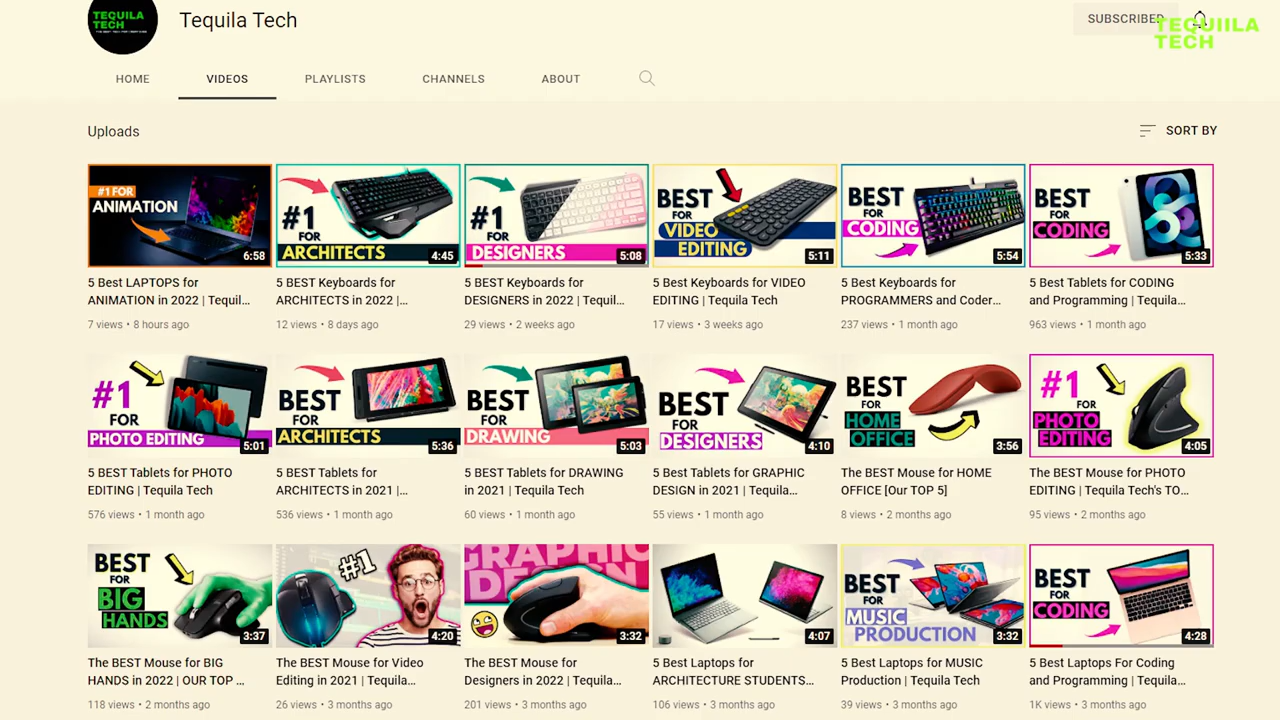 TEQUILA
TECH
Tequila Tech
SUBSCRIBED
TEQUIILA
TECH
HOME
VIDEOS
PLAYLISTS
CHANNELS
ABOUT
Uploads
SORT BY
#1 FOR
ANIMATION
6:58
#1
FOR
ARCHITECTS
4:45
#1
FOR
DESIGNERS
5:08
BEST
FOR
VIDEO
EDITING
5:11
BEST
FOR
CODING
5:54
BEST
FOR
CODING
5:33
5 Best LAPTOPS for
ANIMATION in 2022 | Tequil...
7 views • 8 hours ago
5 BEST Keyboards for
ARCHITECTS in 2022 |...
12 views • 8 days ago
5 BEST Keyboards for
DESIGNERS in 2022 | Tequil...
29 views • 2 weeks ago
5 Best Keyboards for VIDEO
EDITING | Tequila Tech
17 views • 3 weeks ago
5 Best Keyboards for
PROGRAMMERS and Coder...
237 views • 1 month ago
5 Best Tablets for CODING
and Programming | Tequila...
963 views • 1 month ago
#1
FOR
PHOTO EDITING
5:01
BEST
FOR
ARCHITECTS
5:36
BEST
FOR
DRAWING
5:03
BEST
FOR
DESIGNERS
4:10
BEST
FOR
HOME
OFFICE
3:56
#1
FOR
PHOTO
EDITING
4:05
5 BEST Tablets for PHOTO
EDITING | Tequila Tech
576 views • 1 month ago
5 BEST Tablets for
ARCHITECTS in 2021 |...
536 views • 1 month ago
5 BEST Tablets for DRAWING
in 2021 | Tequila Tech
60 views • 1 month ago
5 Best Tablets for GRAPHIC
DESIGN in 2021 | Tequila...
55 views • 1 month ago
The BEST Mouse for HOME
OFFICE [Our TOP 5]
8 views • 2 months ago
The BEST Mouse for PHOTO
EDITING | Tequila Tech's TO...
95 views • 2 months ago
BEST
FOR
BIG
HANDS
3:37
#1
4:20
GRAPHIC
DESIGN
3:32
4:07
BEST
FOR
MUSIC
PRODUCTION
3:32
BEST
FOR
CODING
4:28
The BEST Mouse for BIG
HANDS in 2022 | OUR TOP ...
118 views • 2 months ago
The BEST Mouse for Video
Editing in 2021 | Tequila...
26 views • 3 months ago
The BEST Mouse for
Designers in 2022 | Tequila...
201 views • 3 months ago
5 Best Laptops for
ARCHITECTURE STUDENTS...
106 views • 3 months ago
5 Best Laptops for MUSIC
Production | Tequila Tech
39 views • 3 months ago
5 Best Laptops For Coding
and Programming | Tequila...
1K views • 3 months ago